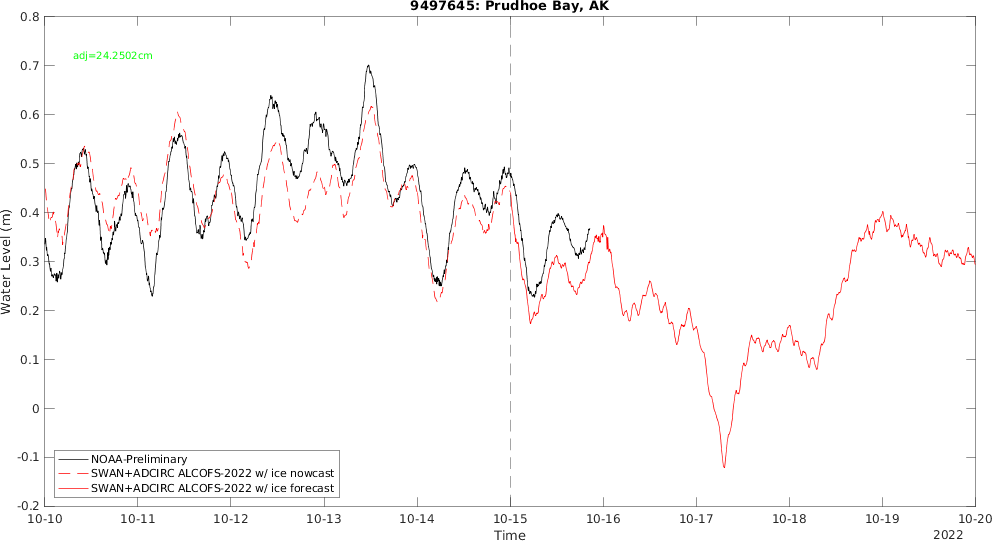 9497645: Prudhoe Bay, AK
adj=24.2502cm
0.8
0.7
0.6
0.5
0.4
0.3
0.2
0.1
0
-0.1
-0.2
Water Level (m)
NOAA-Preliminary
SWAN+ADCIRC ALCOFS-2022 w/ ice nowcast
SWAN+ADCIRC ALCOFS-2022 w/ ice forecast
10-10 10-11 10-12 10-13 10-14 10-15 10-16 10-17 10-18 10-19 10-20
Time
2022